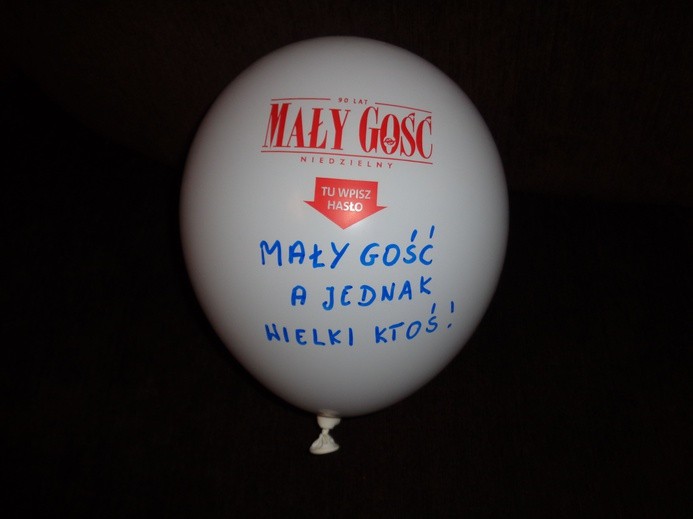 90 LAT
MAŁY GOŚĆ
NIEDZIELNY
TU WPISZ
HASŁO
MAŁY GOŚĆ
A JEDNAK
WIELKI KTOŚ!